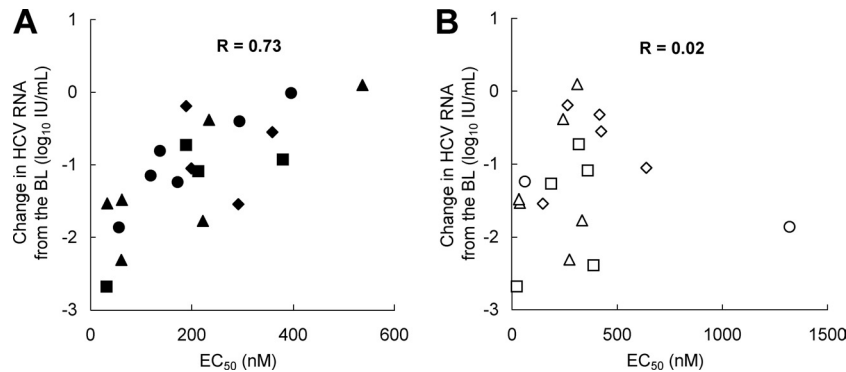 A
R = 0.73
Change in HCV RNA
from the BL (log₁₀ IU/mL)
1
0
-1
-2
-3
0
200
400
600
EC₅₀ (nM)
B
R = 0.02
Change in HCV RNA
from the BL (log₁₀ IU/mL)
1
0
-1
-2
-3
0
500
1000
1500
EC₅₀ (nM)